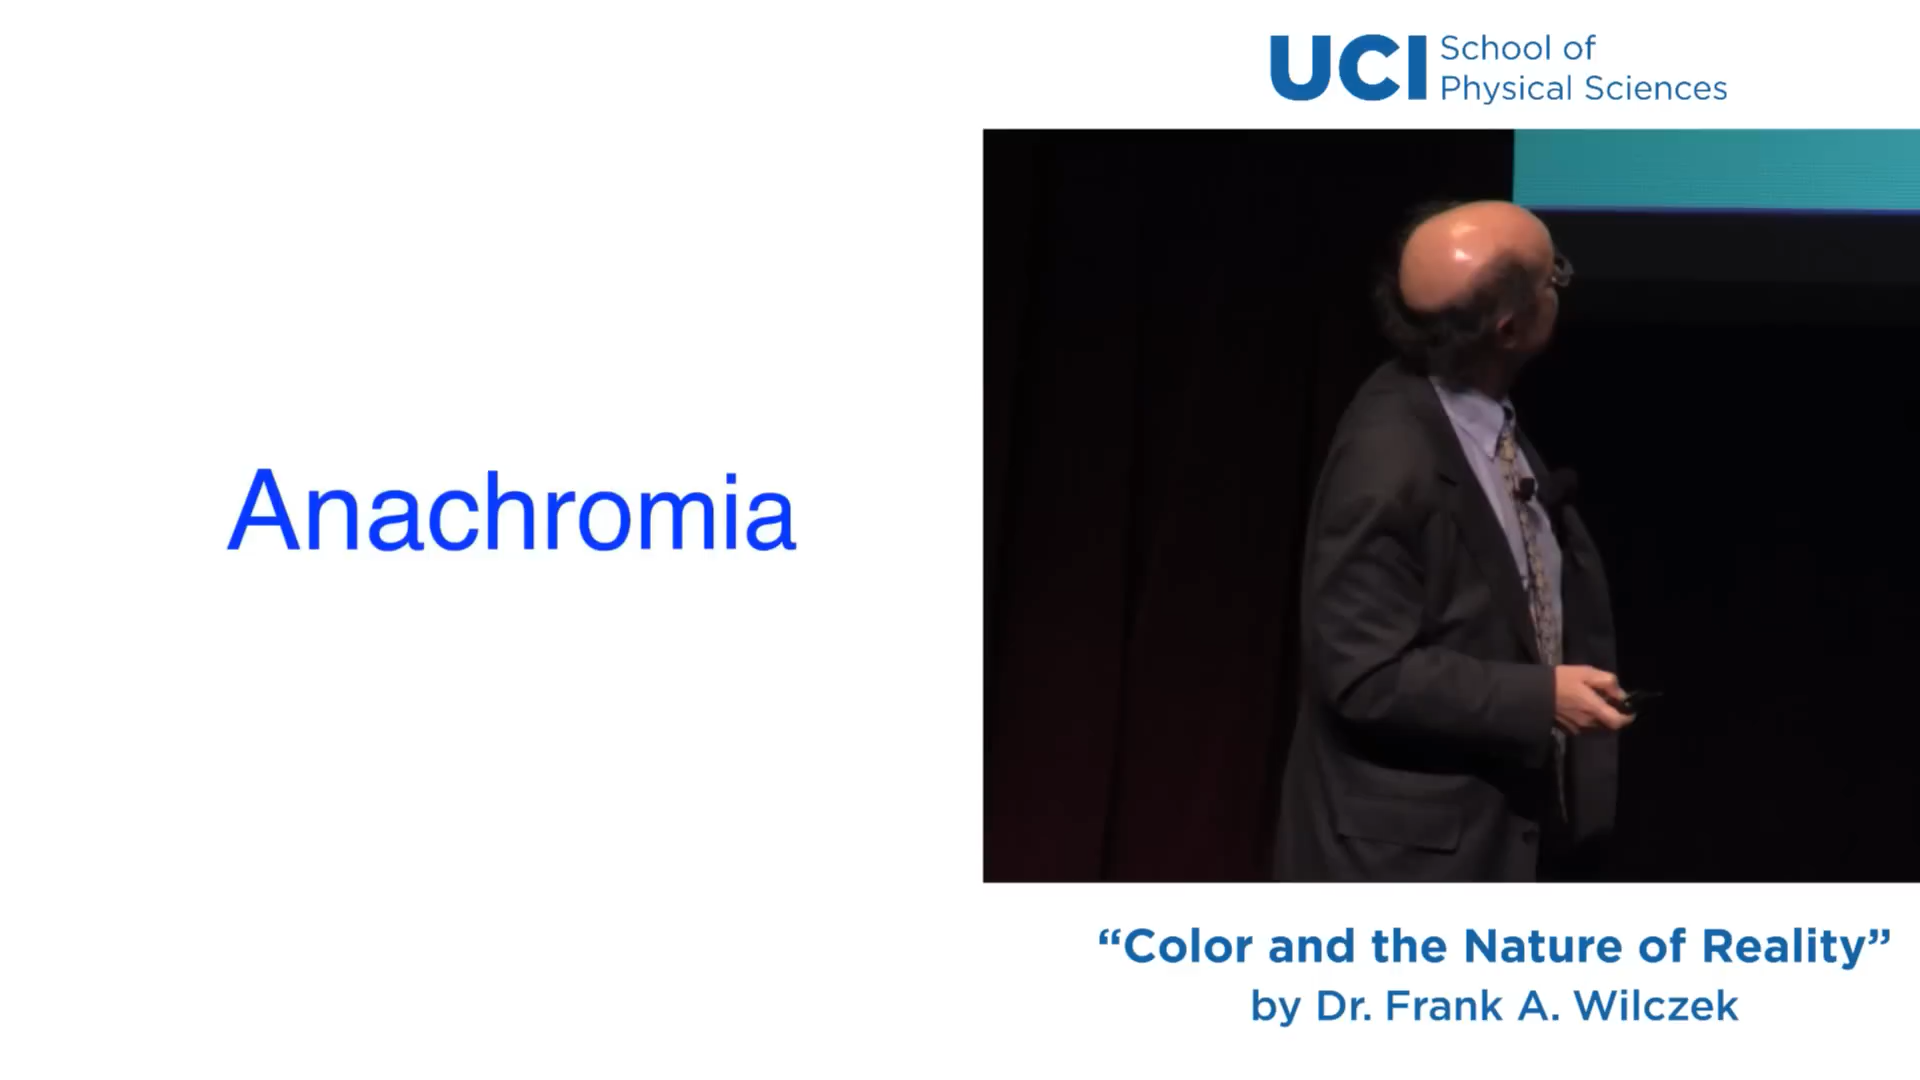 UCI School of
Physical Sciences
Anachromia
“Color and the Nature of Reality”
by Dr. Frank A. Wilczek